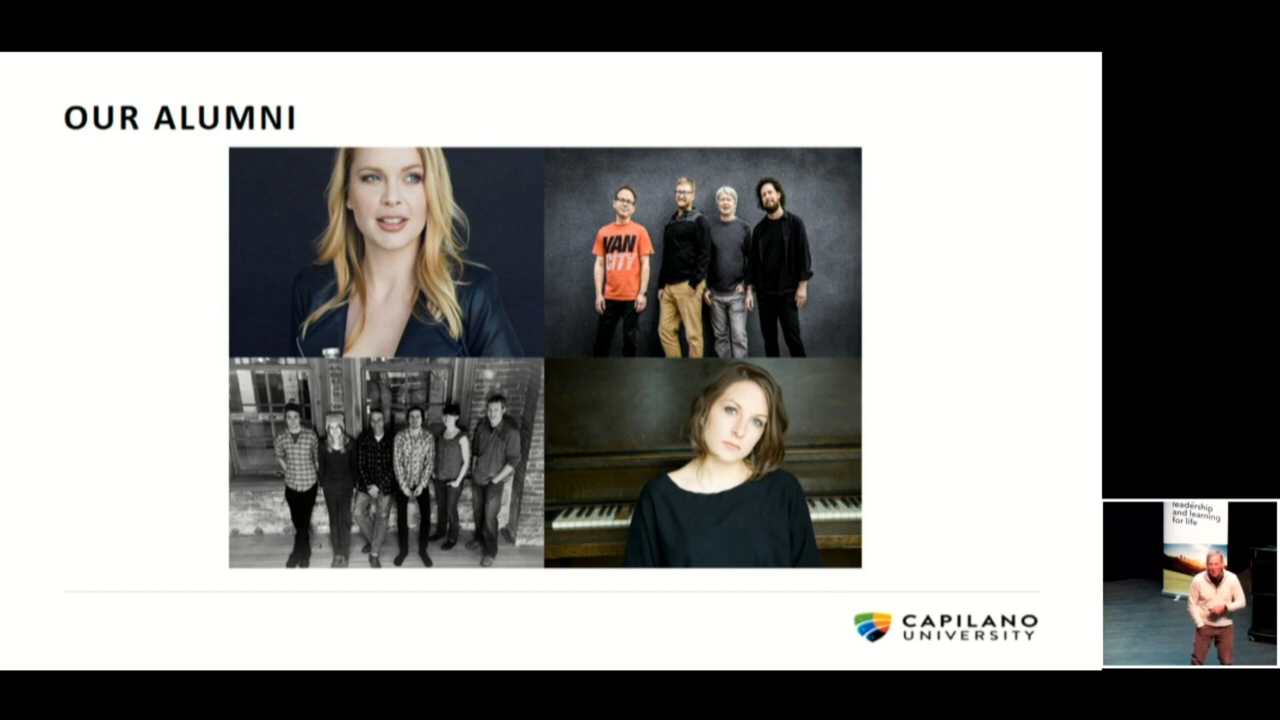 OUR ALUMNI
VAN
CITY
CAPILANO
UNIVERSITY
leadership
and learning
for life